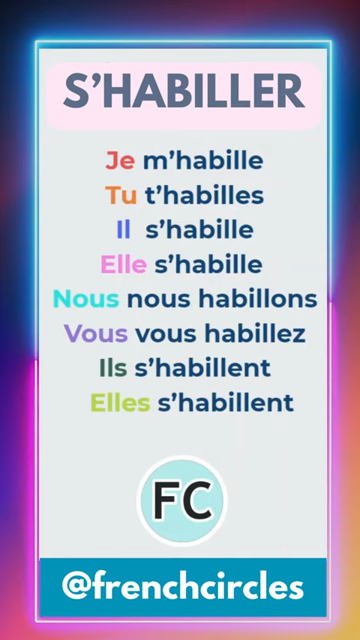 S’HABILLER
Je m’habille
Tu t’habilles
Il s’habille
Elle s’habille
Nous nous habillons
Vous vous habillez
Ils s’habillent
Elles s’habillent
FC
@frenchcircles